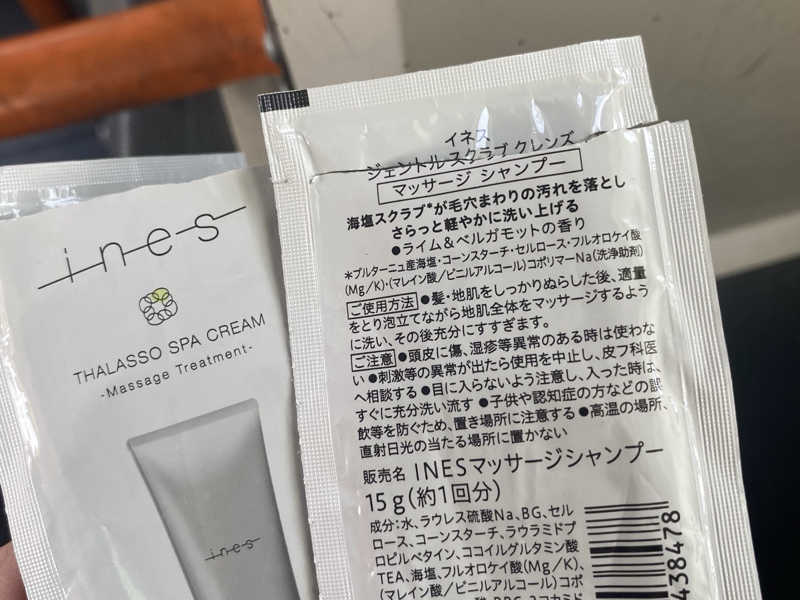 ines
THALASSO SPA CREAM
-Massage Treatment-
ines
イネス
ジェントル スクラブ クレンズ
マッサージ シャンプー
海塩スクラブ*が毛穴まわりの汚れを落とし
さらっと軽やかに洗い上げる
●ライム&ベルガモットの香り
*ブルターニュ産海塩・コーンスターチ・セルロース・フルオロケイ酸
(Mg/K)・(マレイン酸/ビニルアルコール)コポリマーNa(洗浄助剤)
ご使用方法 ●髪・地肌をしっかりぬらした後、適量
をとり泡立てながら地肌全体をマッサージするよう
に洗い、その後充分にすすぎます。
ご注意 ●頭皮に傷、湿疹等異常のある時は使わな
い ●刺激等の異常が出たら使用を中止し、皮フ科医
へ相談する ●目に入らないよう注意し、入った時は、
すぐに充分洗い流す ●子供や認知症の方などの誤
飲等を防ぐため、置き場所に注意する ●高温の場所、
直射日光の当たる場所に置かない
販売名 INESマッサージシャンプー
15g(約1回分)
成分:水、ラウレス硫酸Na、BG、セル
ロース、コーンスターチ、ラウラミドプ
ロピルベタイン、ココイルグルタミン酸
TEA、海塩、フルオロケイ酸(Mg/K)、
(マレイン酸/ビニルアルコール)コポ
438478